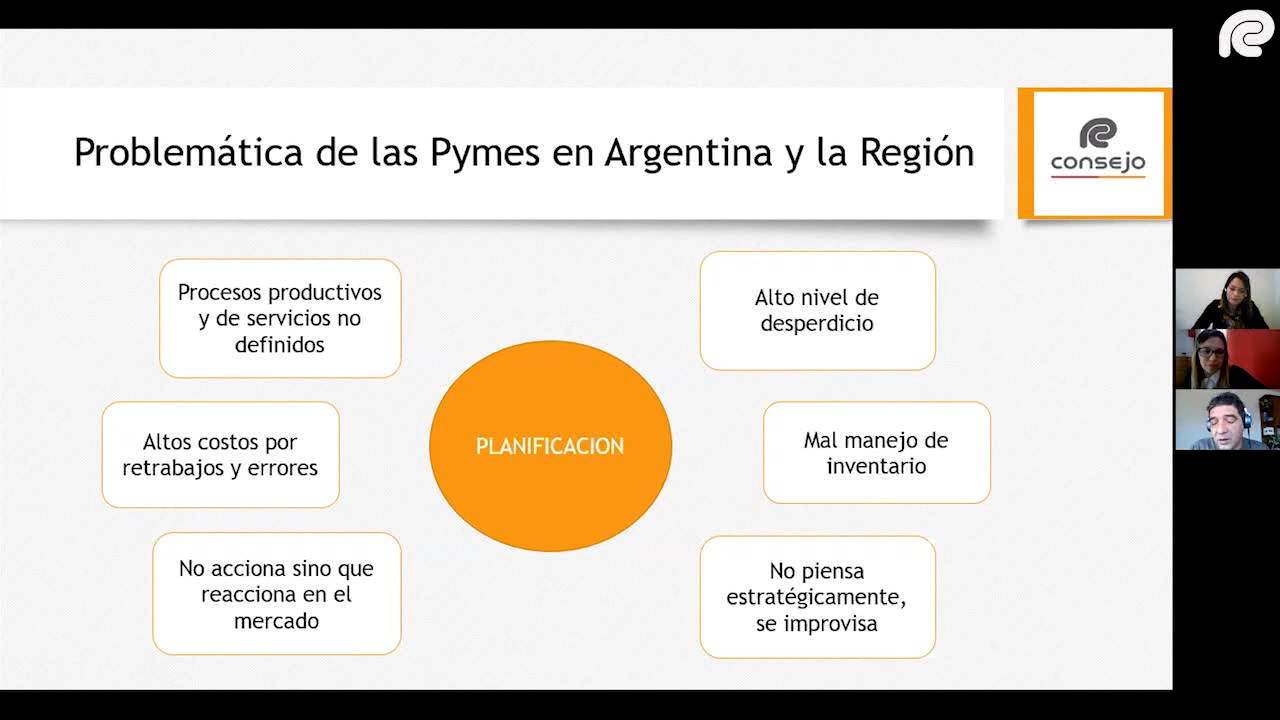 Problemática de las Pymes en Argentina y la Región
consejo
Procesos productivos
y de servicios no
definidos
Alto nivel de
desperdicio
Altos costos por
retrabajos y errores
PLANIFICACION
Mal manejo de
inventario
No acciona sino que
reacciona en el
mercado
No piensa
estratégicamente,
se improvisa